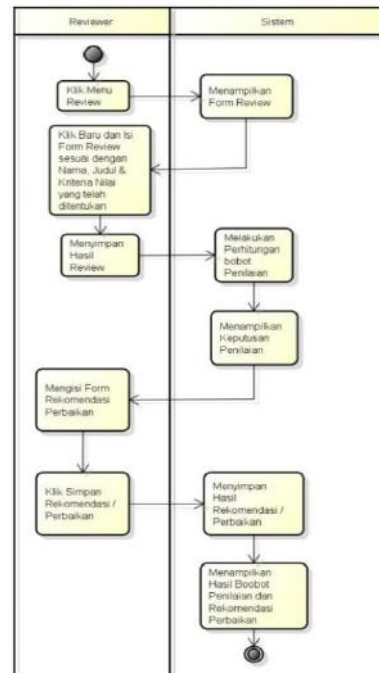 Reviewer
Sistem
Klik Menu
Review
Menampilkan
Form Review
Klik Baru dan Isi
Form Review
sesuai dengan
Nama, Judul &
Kriteria Nilai
yang telah
ditentukan
Menyimpan
Hasil
Review
Melakukan
Perhitungan
bobot
Penilaian
Menampilkan
Keputusan
Penilaian
Mengisi Form
Rekomendasi
Perbaikan
Klik Simpan
Rekomendasi /
Perbaikan
Menyimpan
Hasil
Rekomendasi /
Perbaikan
Menampilkan
Hasil Boobot
Penilaian dan
Rekomendasi
Perbaikan